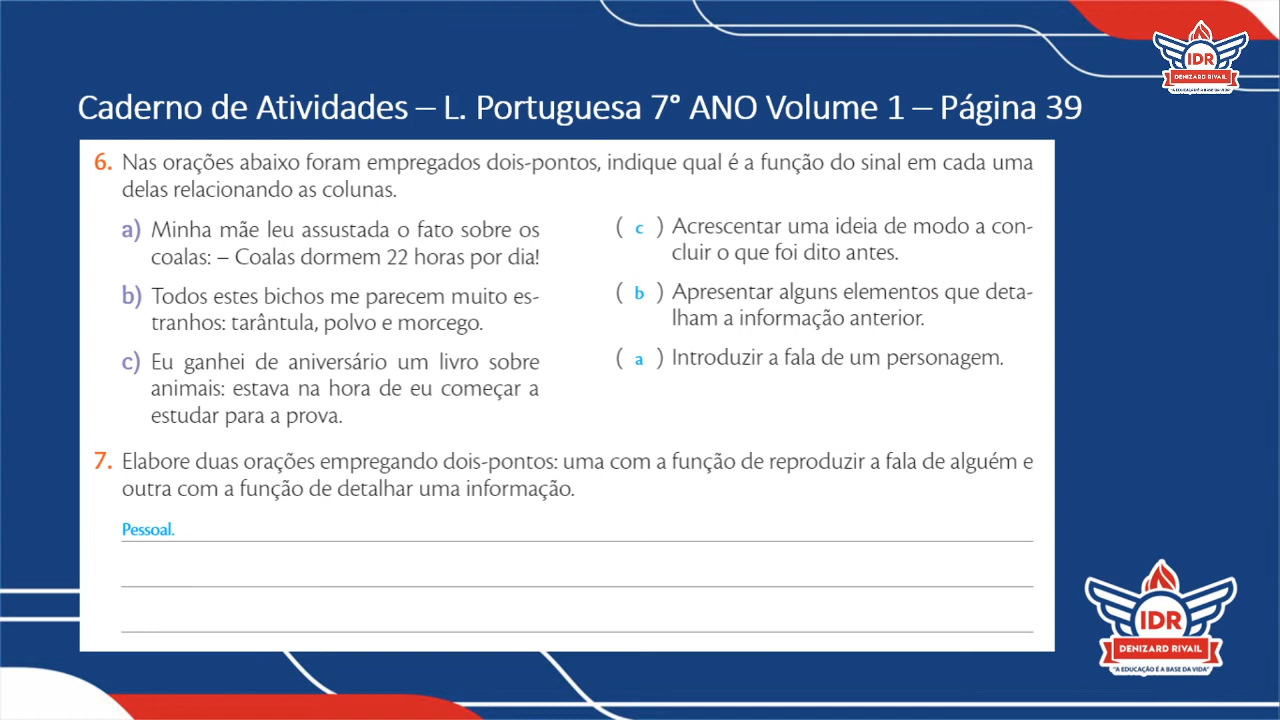 IDR
DENIZARD RIVAIL
"A EDUCAÇÃO É A BASE DA VIDA"
Caderno de Atividades – L. Portuguesa 7° ANO Volume 1 – Página 39
6. Nas orações abaixo foram empregados dois-pontos, indique qual é a função do sinal em cada uma
delas relacionando as colunas.
a) Minha mãe leu assustada o fato sobre os
coalas: – Coalas dormem 22 horas por dia!
b) Todos estes bichos me parecem muito es-
tranhos: tarântula, polvo e morcego.
c) Eu ganhei de aniversário um livro sobre
animais: estava na hora de eu começar a
estudar para a prova.
( c ) Acrescentar uma ideia de modo a con-
cluir o que foi dito antes.
( b ) Apresentar alguns elementos que deta-
lham a informação anterior.
( a ) Introduzir a fala de um personagem.
7. Elabore duas orações empregando dois-pontos: uma com a função de reproduzir a fala de alguém e
outra com a função de detalhar uma informação.
Pessoal.
IDR
DENIZARD RIVAIL
"A EDUCAÇÃO É A BASE DA VIDA"